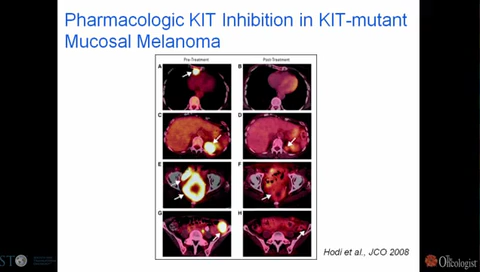 Pharmacologic KIT Inhibition in KIT-mutant
Mucosal Melanoma
Pre-Treatment
Post-Treatment
A
B
C
D
E
F
G
H
Hodi et al., JCO 2008
STO
The Oncologist